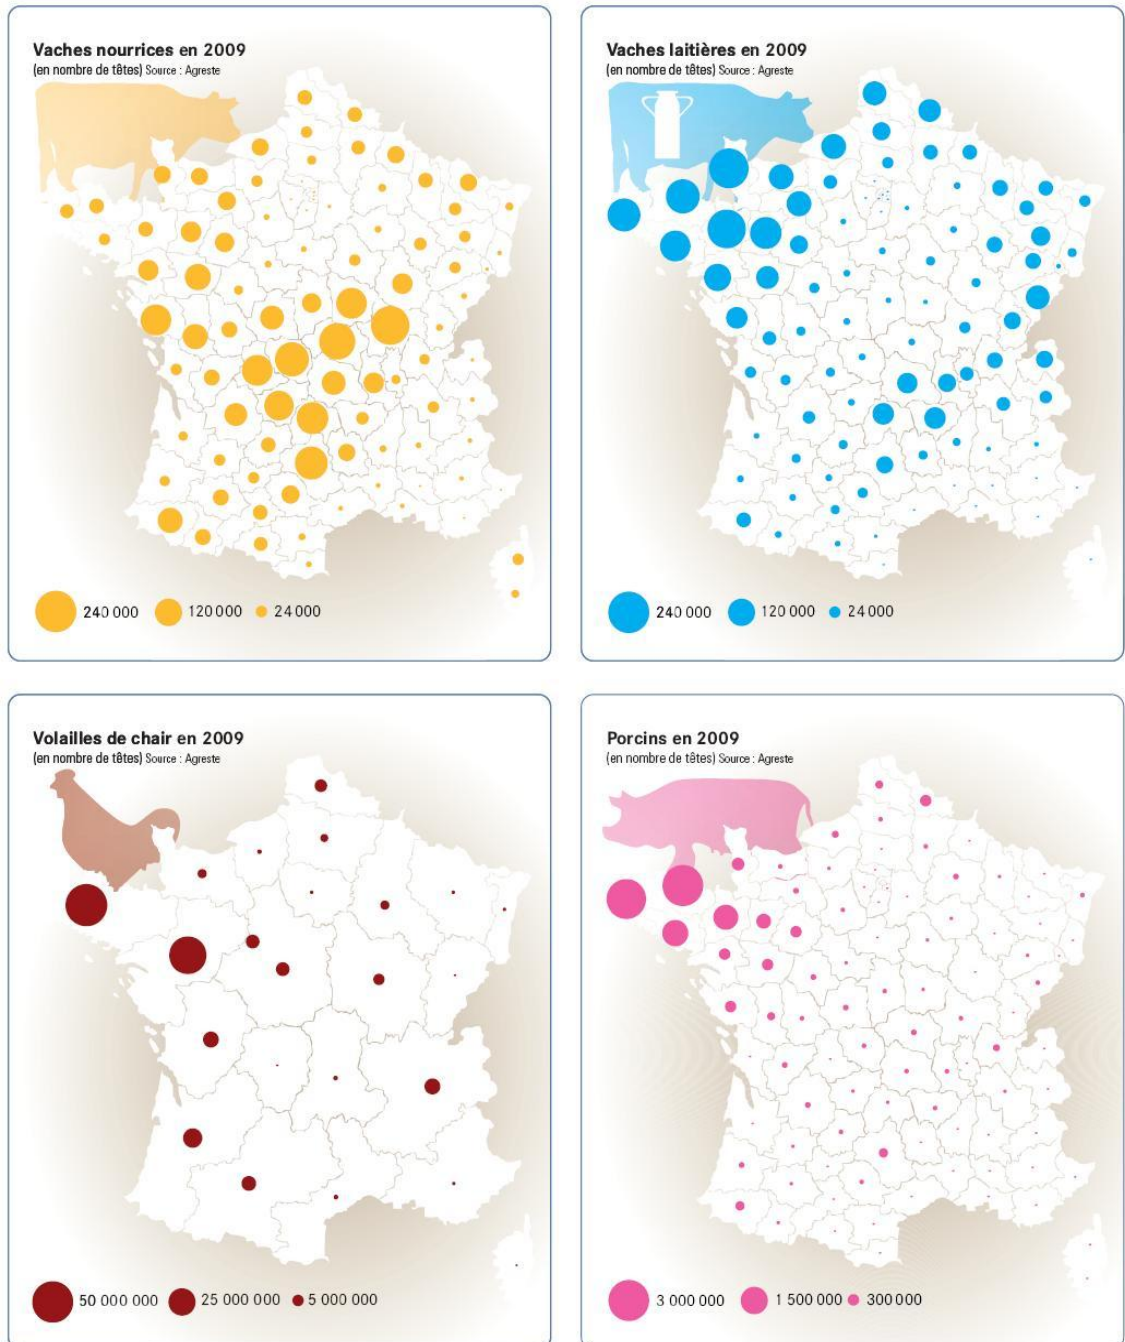 Vaches nourrices en 2009
(en nombre de têtes) Source : Agreste
240 000 120 000 24 000
Vaches laitières en 2009
(en nombre de têtes) Source : Agreste
240 000 120 000 24 000
Volailles de chair en 2009
(en nombre de têtes) Source : Agreste
50 000 000 25 000 000 5 000 000
Porcins en 2009
(en nombre de têtes) Source : Agreste
3 000 000 1 500 000 300 000